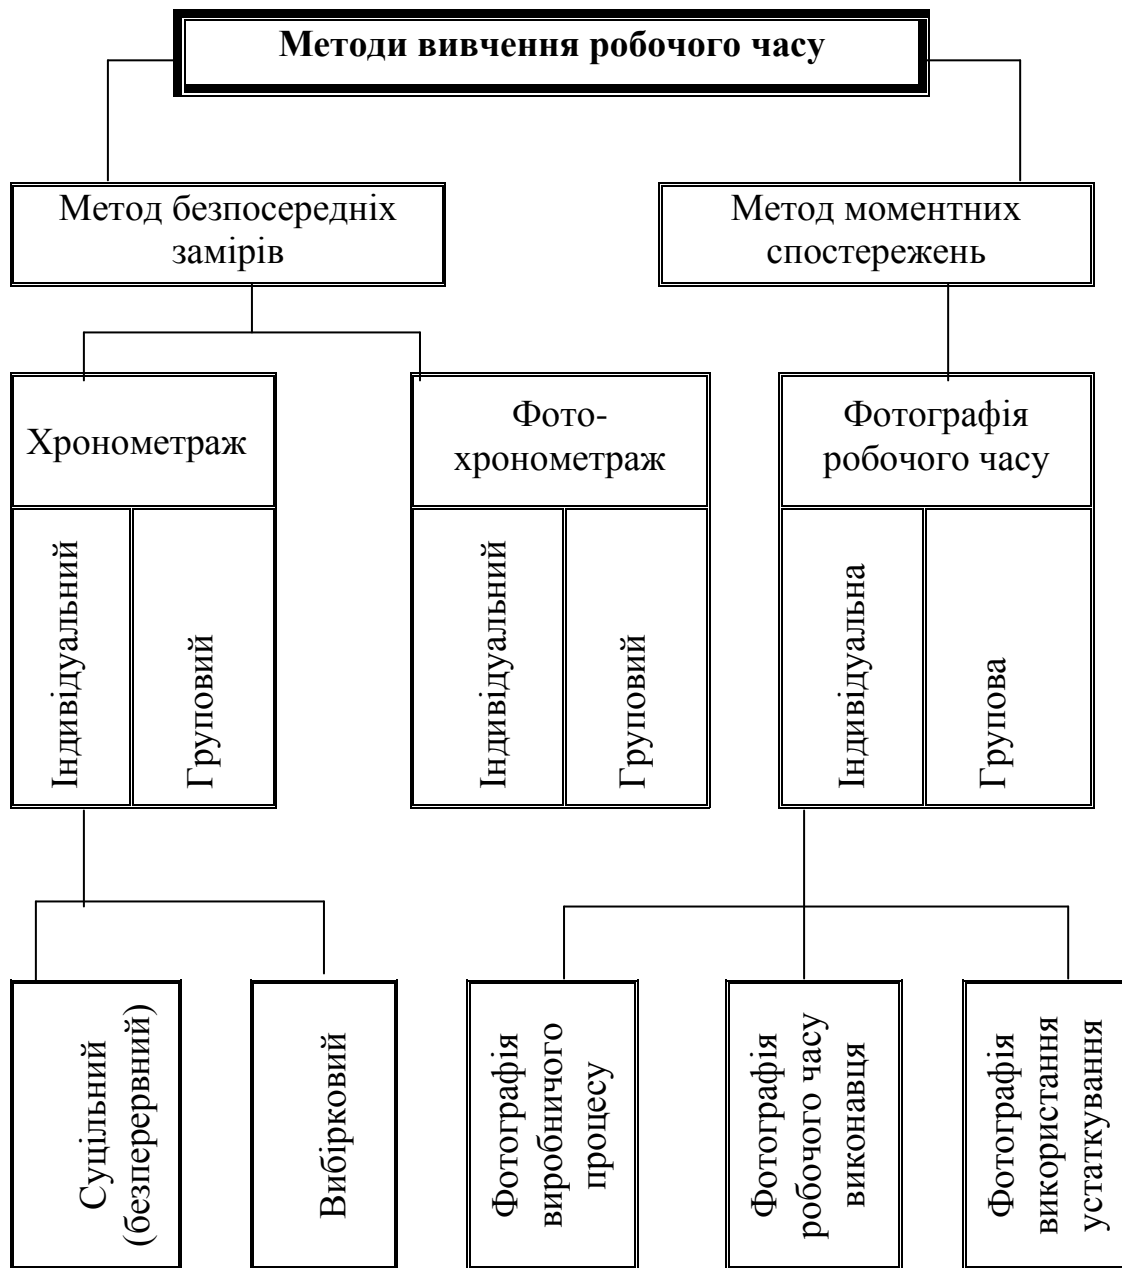 Методи вивчення робочого часу
Метод безпосередніх
замірів
Метод моментних
спостережень
Хронометраж
Фото-
хронометраж
Фотографія
робочого часу
Індивідуальний
Груповий
Індивідуальний
Груповий
Індивідуальна
Групова
Суцільний
(безперервний)
Вибірковий
Фотографія
виробничого
процесу
Фотографія
робочого часу
виконавця
Фотографія
використання
устаткування